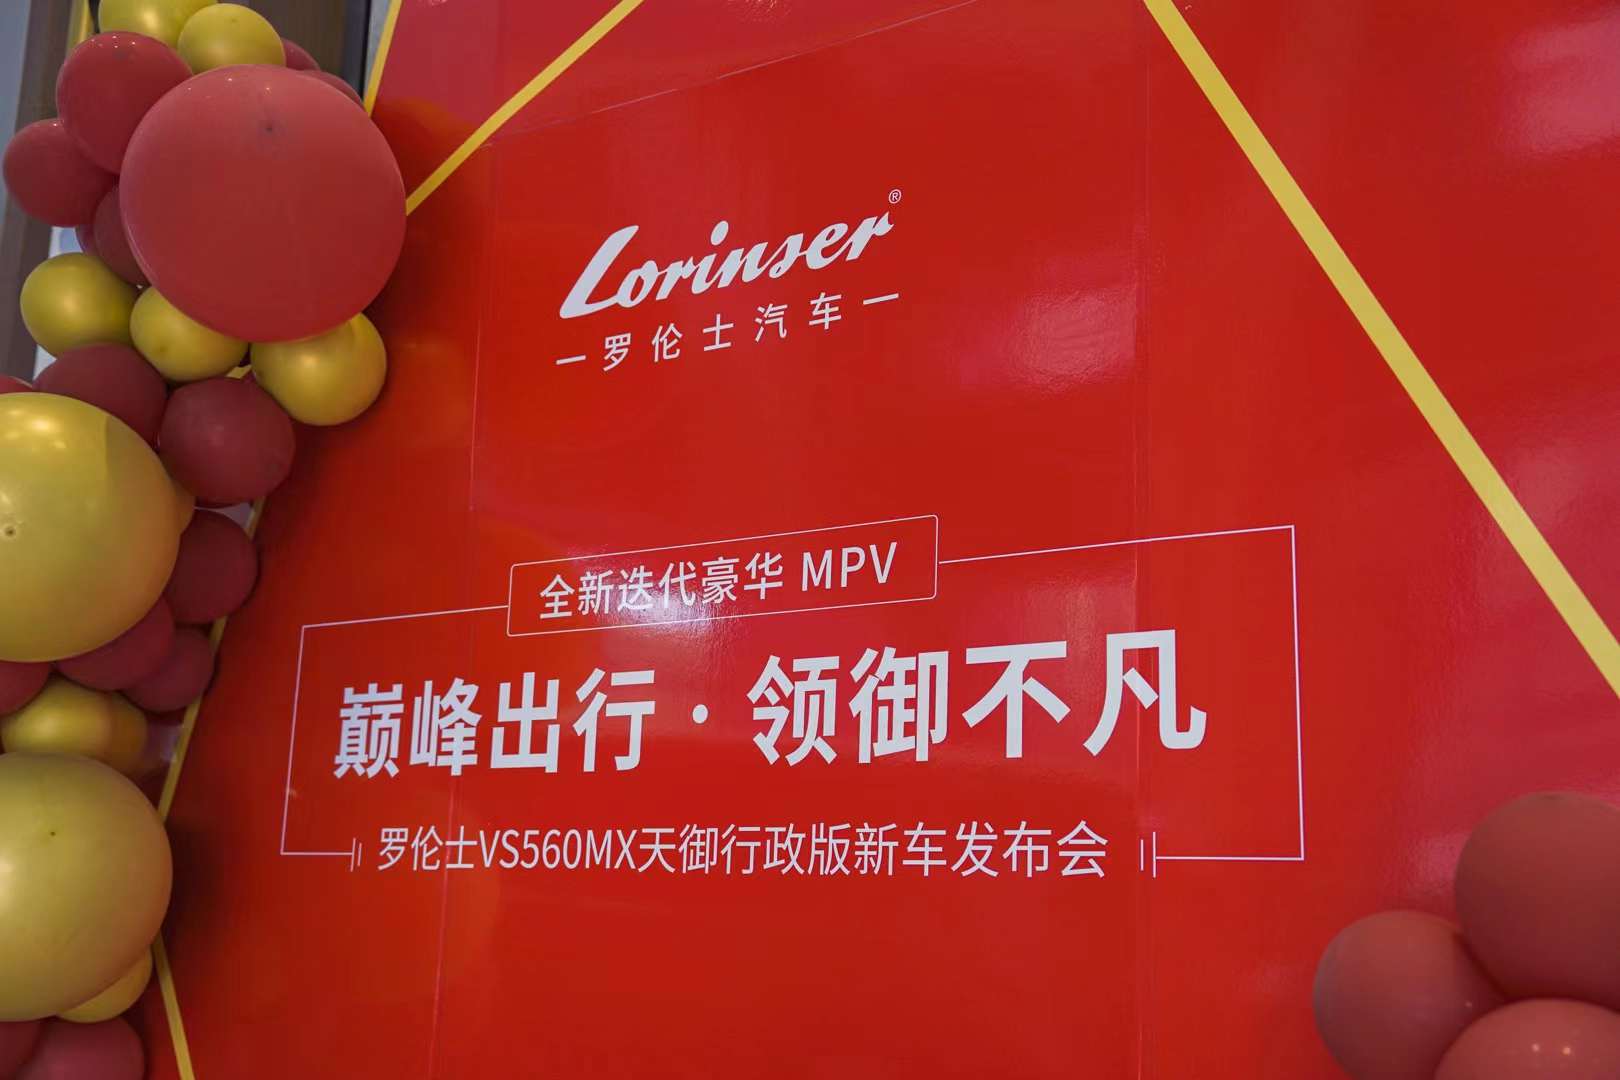 Lorinser®
一罗伦士汽车一
全新迭代豪华 MPV
巅峰出行·领御不凡
罗伦士VS560MX天御行政版新车发布会